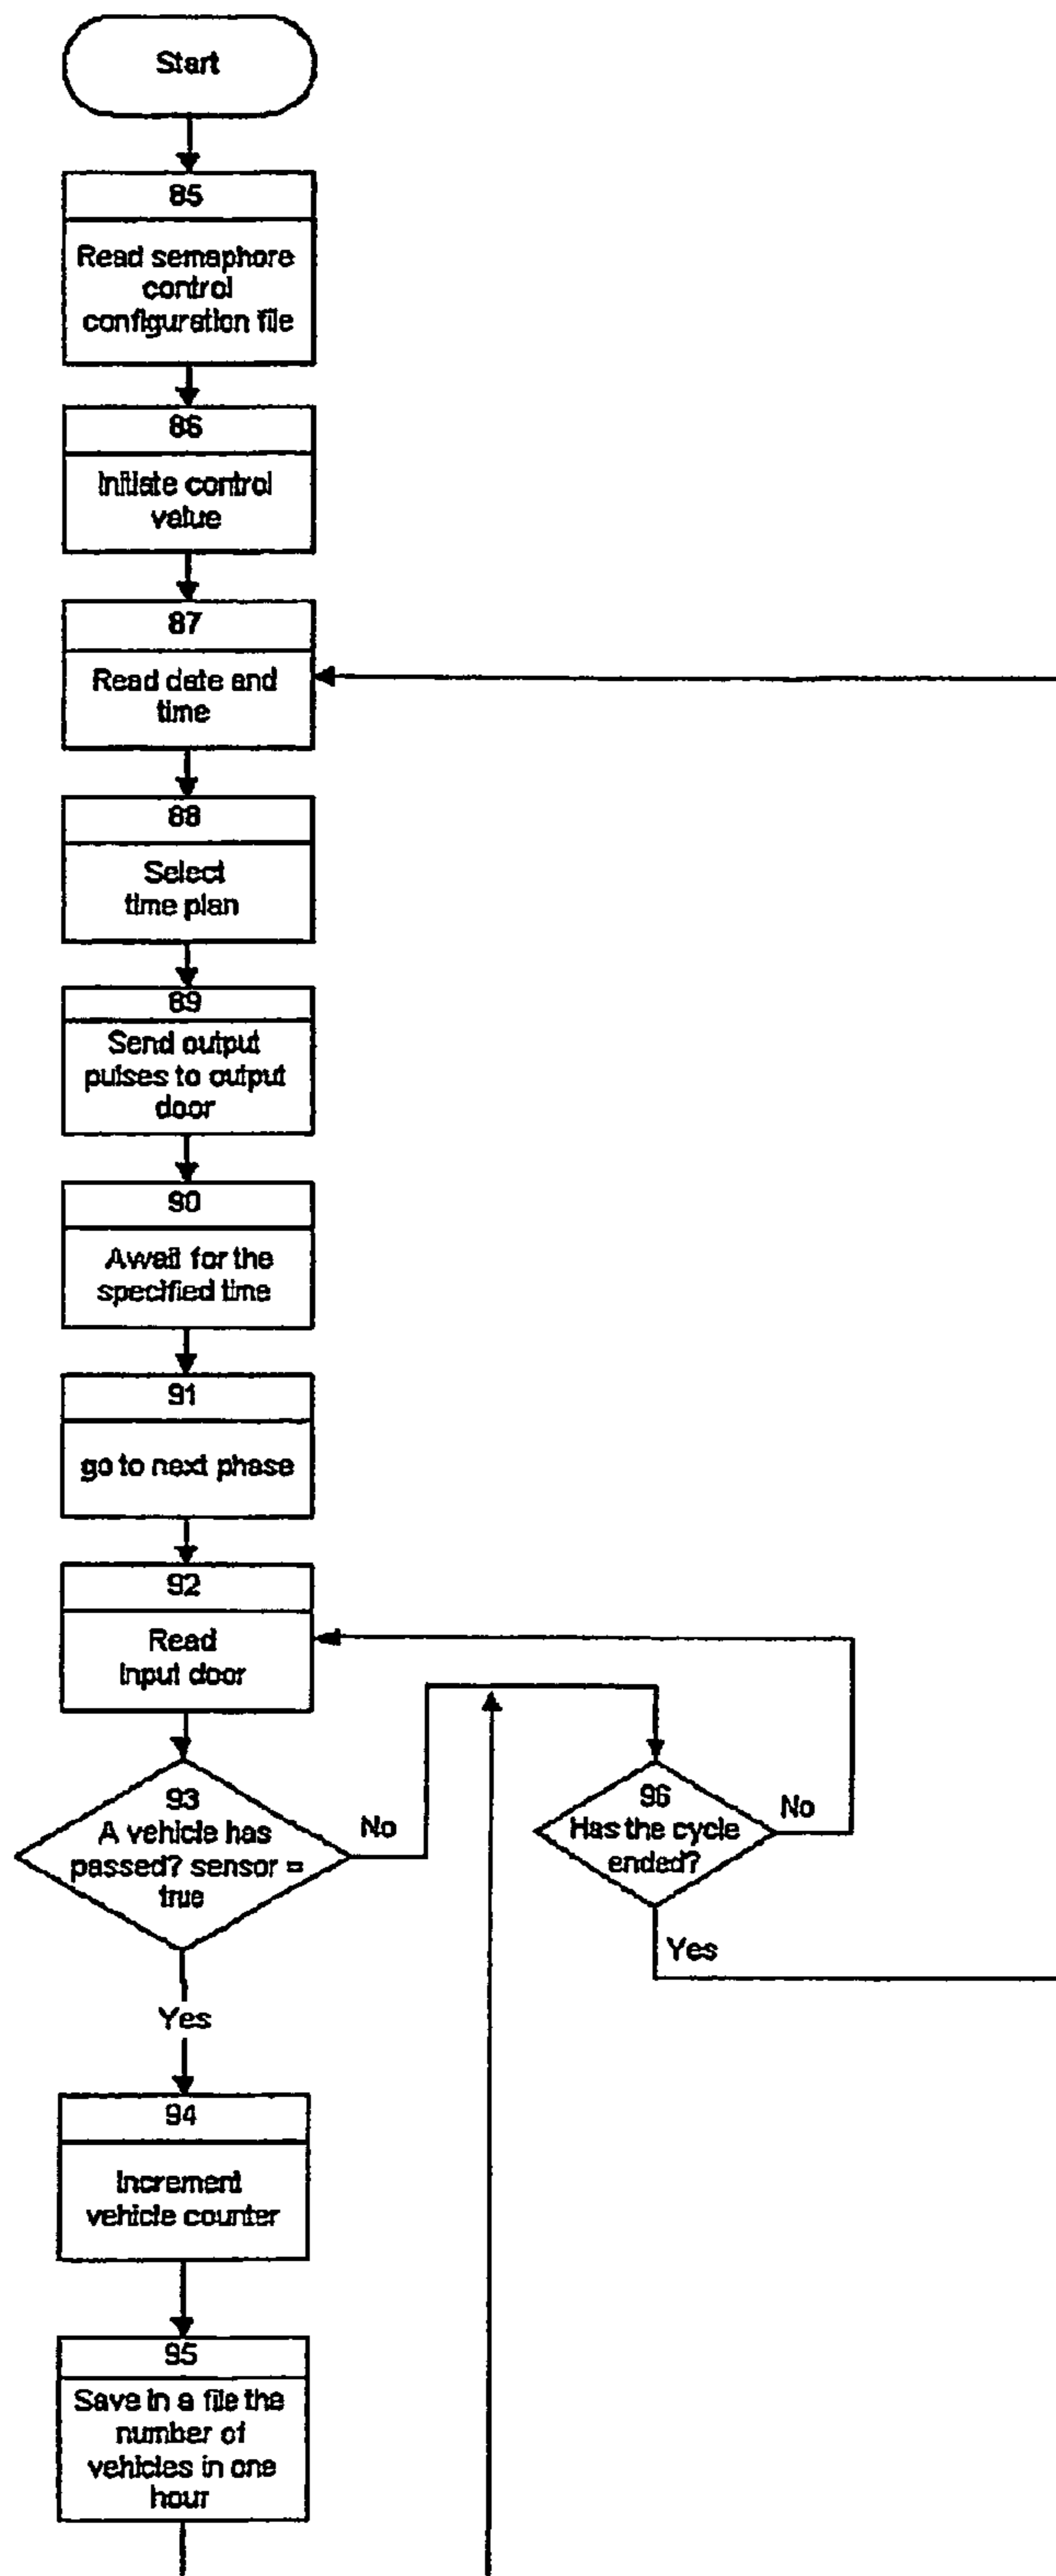 Start
85
Read semaphore
control
configuration file
86
Initiate control
value
87
Read date and
time
88
Select
time plan
89
Send output
pulses to output
door
90
Await for the
specified time
91
go to next phase
92
Read
Input door
93
A vehicle has
passed? sensor =
true
No
96
Has the cycle
ended?
No
Yes
Yes
94
Increment
vehicle counter
95
Save in a file the
number of
vehicles in one
hour